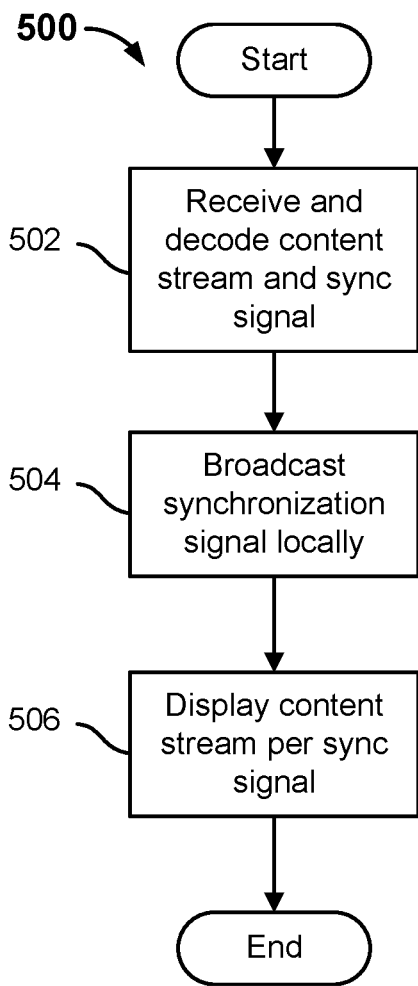 500
Start
502
Receive and
decode content
stream and sync
signal
504
Broadcast
synchronization
signal locally
506
Display content
stream per sync
signal
End